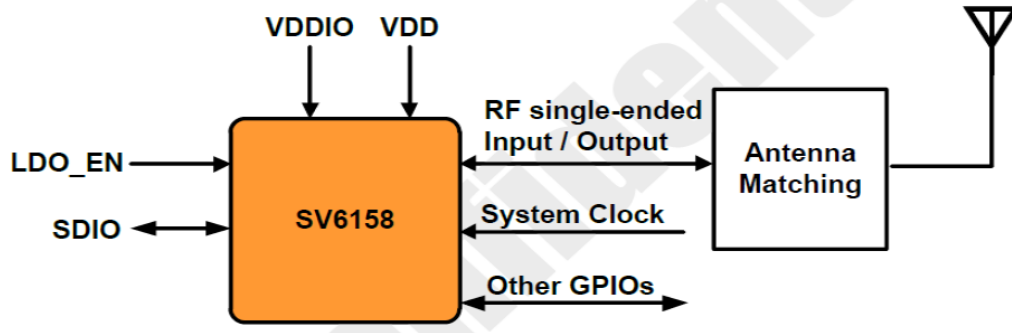 VDDIO VDD
RF single-ended
Input / Output
LDO_EN
Antenna
Matching
SV6158
SDIO
System Clock
Other GPIOs